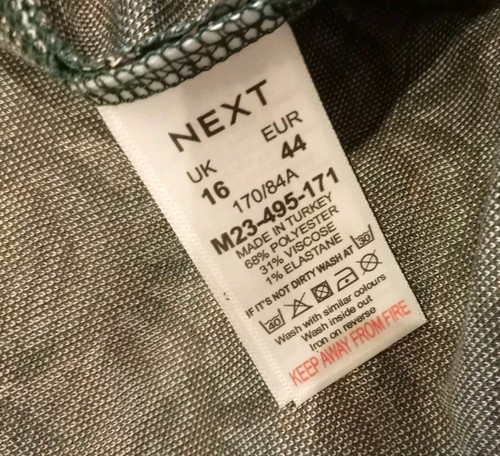 NEXT
UK EUR
16 44
170/84A
M23-495-171
MADE IN TURKEY
68% POLYESTER
31% VISCOSE
1% ELASTANE
IF IT'S NOT DIRTY WASH AT 30
40
Wash with similar colours
Wash inside out
Iron on reverse
KEEP AWAY FROM FIRE